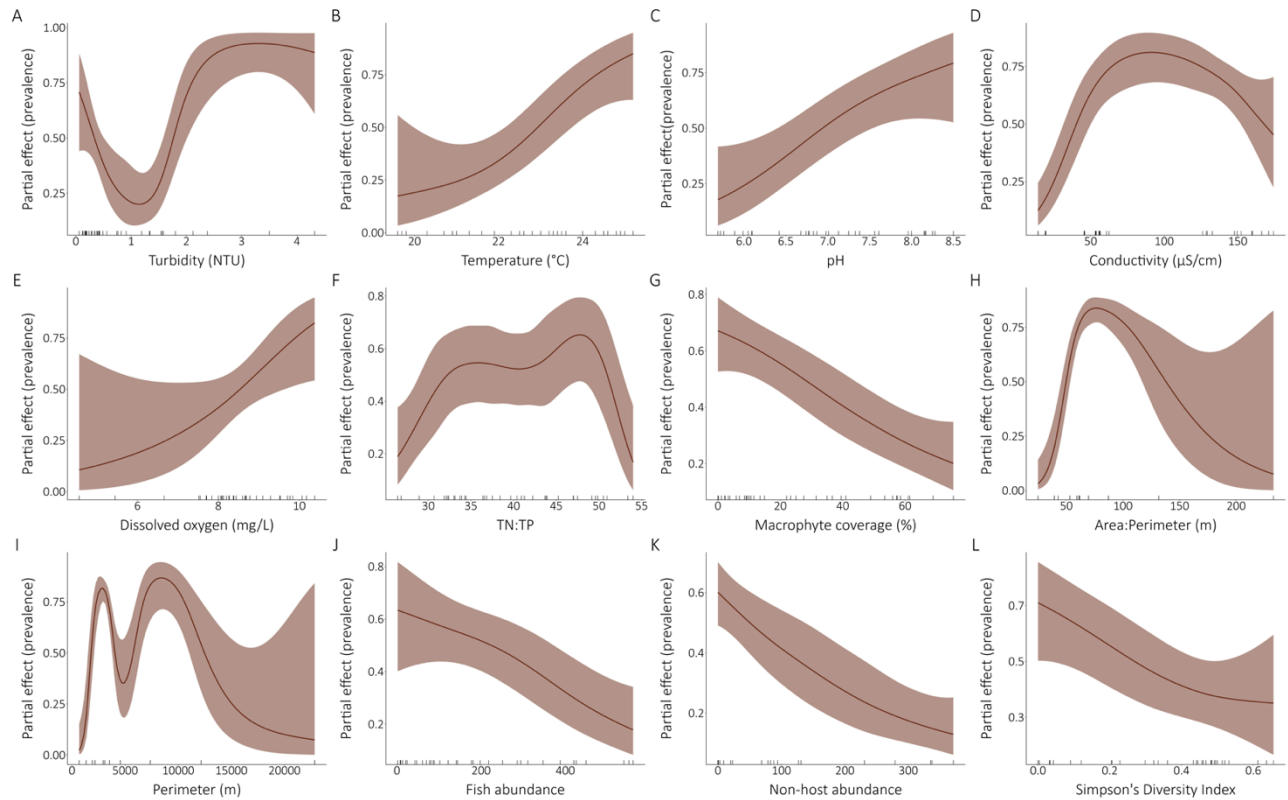 A
Partial effect (prevalence)
1.00
0.75
0.50
0.25
0
1
2
3
4
Turbidity (NTU)
B
Partial effect (prevalence)
0.75
0.50
0.25
0.00
20
22
24
Temperature (°C)
C
Partial effect(prevalence)
0.75
0.50
0.25
6.0
6.5
7.0
7.5
8.0
8.5
pH
D
Partial effect (prevalence)
0.75
0.50
0.25
50
100
150
Conductivity (µS/cm)
E
Partial effect (prevalence)
0.75
0.50
0.25
0.00
6
8
10
Dissolved oxygen (mg/L)
F
Partial effect (prevalence)
0.8
0.6
0.4
0.2
30
35
40
45
50
55
TN:TP
G
Partial effect (prevalence)
0.8
0.6
0.4
0.2
0
20
40
60
Macrophyte coverage (%)
H
Partial effect (prevalence)
0.75
0.50
0.25
0.00
50
100
150
200
Area:Perimeter (m)
I
Partial effect (prevalence)
0.75
0.50
0.25
0.00
0
5000
10000
15000
20000
Perimeter (m)
J
Partial effect (prevalence)
0.8
0.6
0.4
0.2
0
200
400
Fish abundance
K
Partial effect (prevalence)
0.6
0.4
0.2
0
100
200
300
Non-host abundance
L
Partial effect (prevalence)
0.7
0.5
0.3
0.0
0.2
0.4
0.6
Simpson's Diversity Index